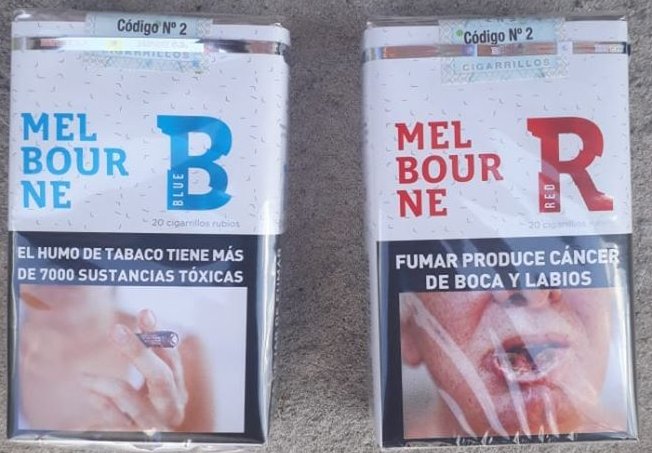 Código Nº 2
CIGARRILLOS
MEL
BOUR
NE
B
BLUE
20 cigarrillos rubios
EL HUMO DE TABACO TIENE MÁS
DE 7000 SUSTANCIAS TÓXICAS
Código Nº 2
CIGARRILLOS
MEL
BOUR
NE
R
RED
20 cigarrillos rubios
FUMAR PRODUCE CÁNCER
DE BOCA Y LABIOS